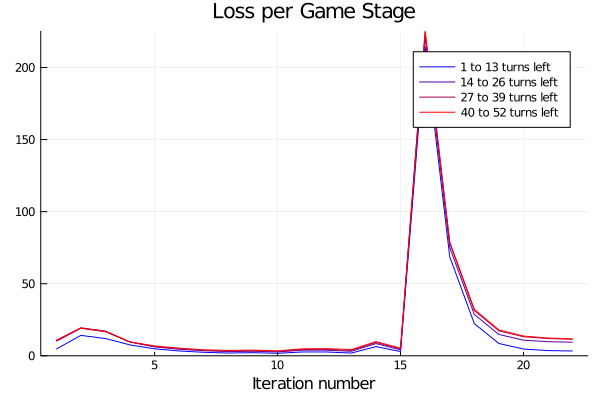 Loss per Game Stage
200
150
100
50
0
1 to 13 turns left
14 to 26 turns left
27 to 39 turns left
40 to 52 turns left
5
10
15
20
Iteration number